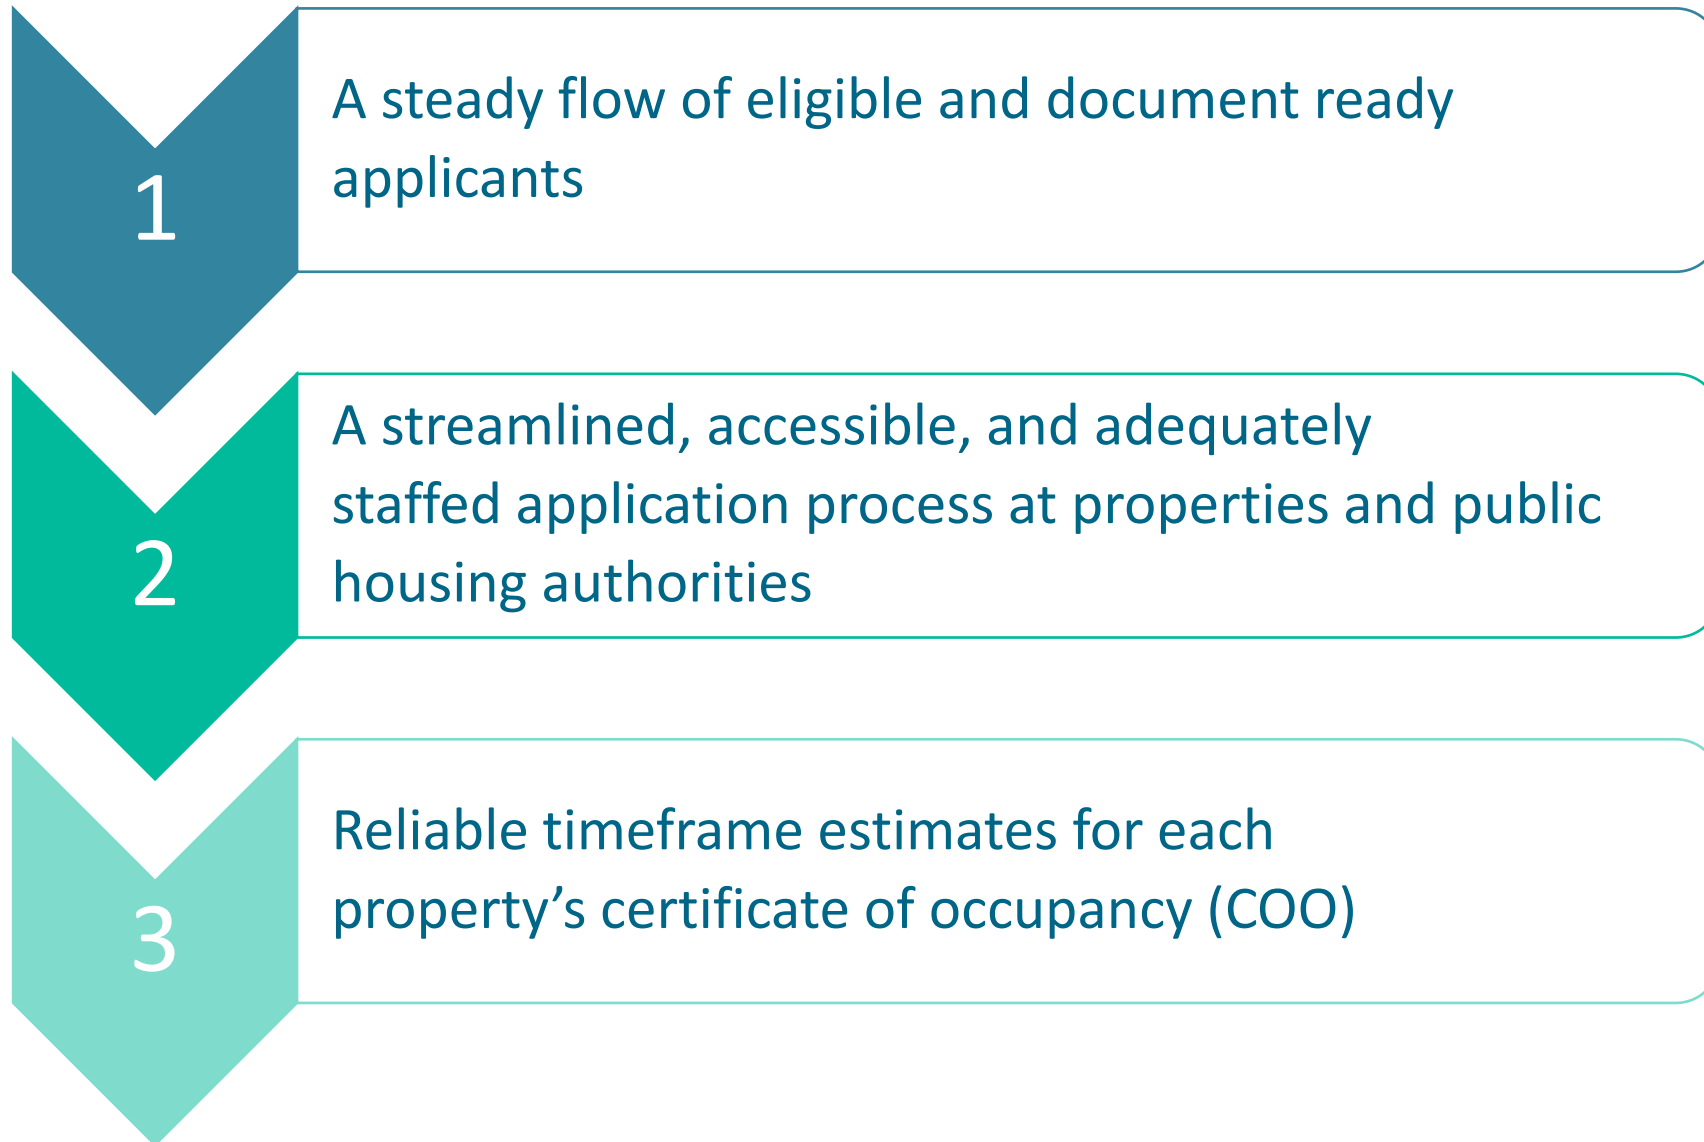 1
A steady flow of eligible and document ready
applicants
2
A streamlined, accessible, and adequately
staffed application process at properties and public
housing authorities
3
Reliable timeframe estimates for each
property’s certificate of occupancy (COO)